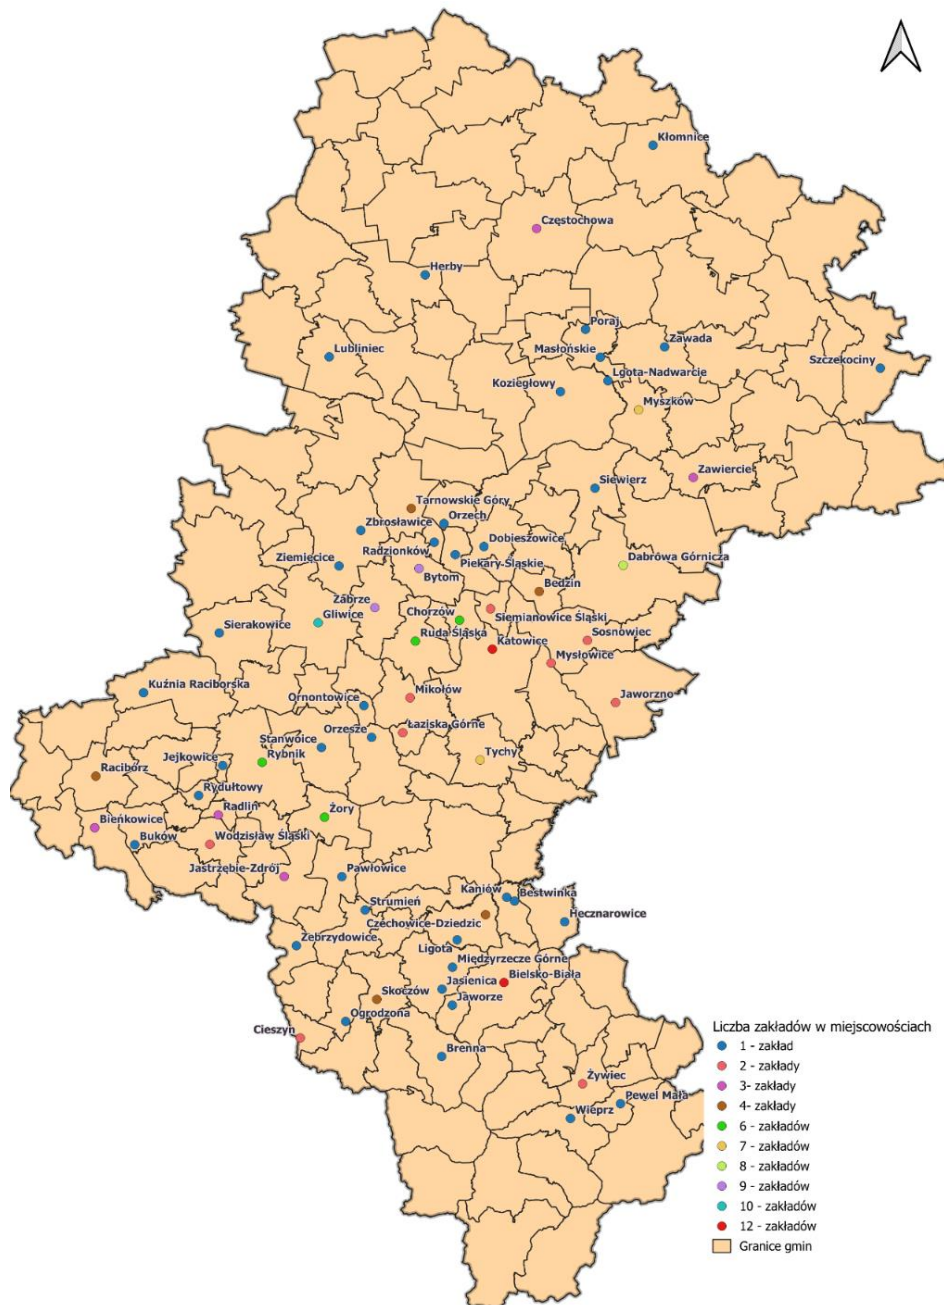 Kłomnice
Częstochowa
Herby
Poraj
Zawada
Lubliniec
Masłońskie
Szczekociny
Lgota-Nadwarcie
Koziegłowy
Myszków
Zawiercie
Siewierz
Tarnowskie Góry
Orzech
Zbrosławice
Dobieszowice
Radzionków
Piekary-Śląskie
Ziemięcice
Dąbrowa Górnicza
Bytom
Będzin
Zabrze
Chorzów
Gliwice
Siemianowice Śląski
Sierakowice
Ruda Śląska
Katowice
Sosnowiec
Mysłowice
Kuźnia Raciborska
Mikołów
Jaworzno
Ornontowice
Łaziska Górne
Orzesze
Stanwoice
Rybnik
Tychy
Jejkowice
Racibórz
Rydułtowy
Radlin
Żory
Bieńkowice
Buków
Wodzisław Śląski
Jastrzębie-Zdrój
Pawłowice
Kaniów
Bestwinka
Strumień
Czechowice-Dziedzic
Hecznarowice
Zebrzydowice
Ligota
Międzyrzecze Górne
Jasienica
Bielsko-Biała
Skoczów
Jaworze
Ogrodzona
Cieszyn
Brenna
Żywiec
Pewel Mała
Wieprz
Liczba zakładów w miejscowościach
1 - zakład
2 - zakłady
3- zakłady
4- zakłady
6 - zakładów
7 - zakładów
8 - zakładów
9 - zakładów
10 - zakładów
12 - zakładów
Granice gmin